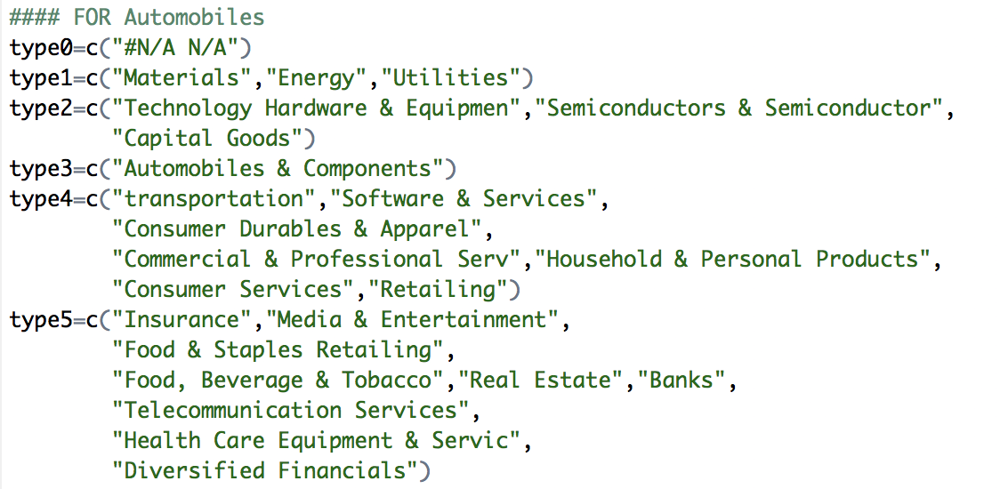 #### FOR Automobiles
type0=c("#N/A N/A")
type1=c("Materials","Energy","Utilities")
type2=c("Technology Hardware & Equipmen","Semiconductors & Semiconductor",
"Capital Goods")
type3=c("Automobiles & Components")
type4=c("transportation","Software & Services",
"Consumer Durables & Apparel",
"Commercial & Professional Serv","Household & Personal Products",
"Consumer Services","Retailing")
type5=c("Insurance","Media & Entertainment",
"Food & Staples Retailing",
"Food, Beverage & Tobacco","Real Estate","Banks",
"Telecommunication Services",
"Health Care Equipment & Servic",
"Diversified Financials")